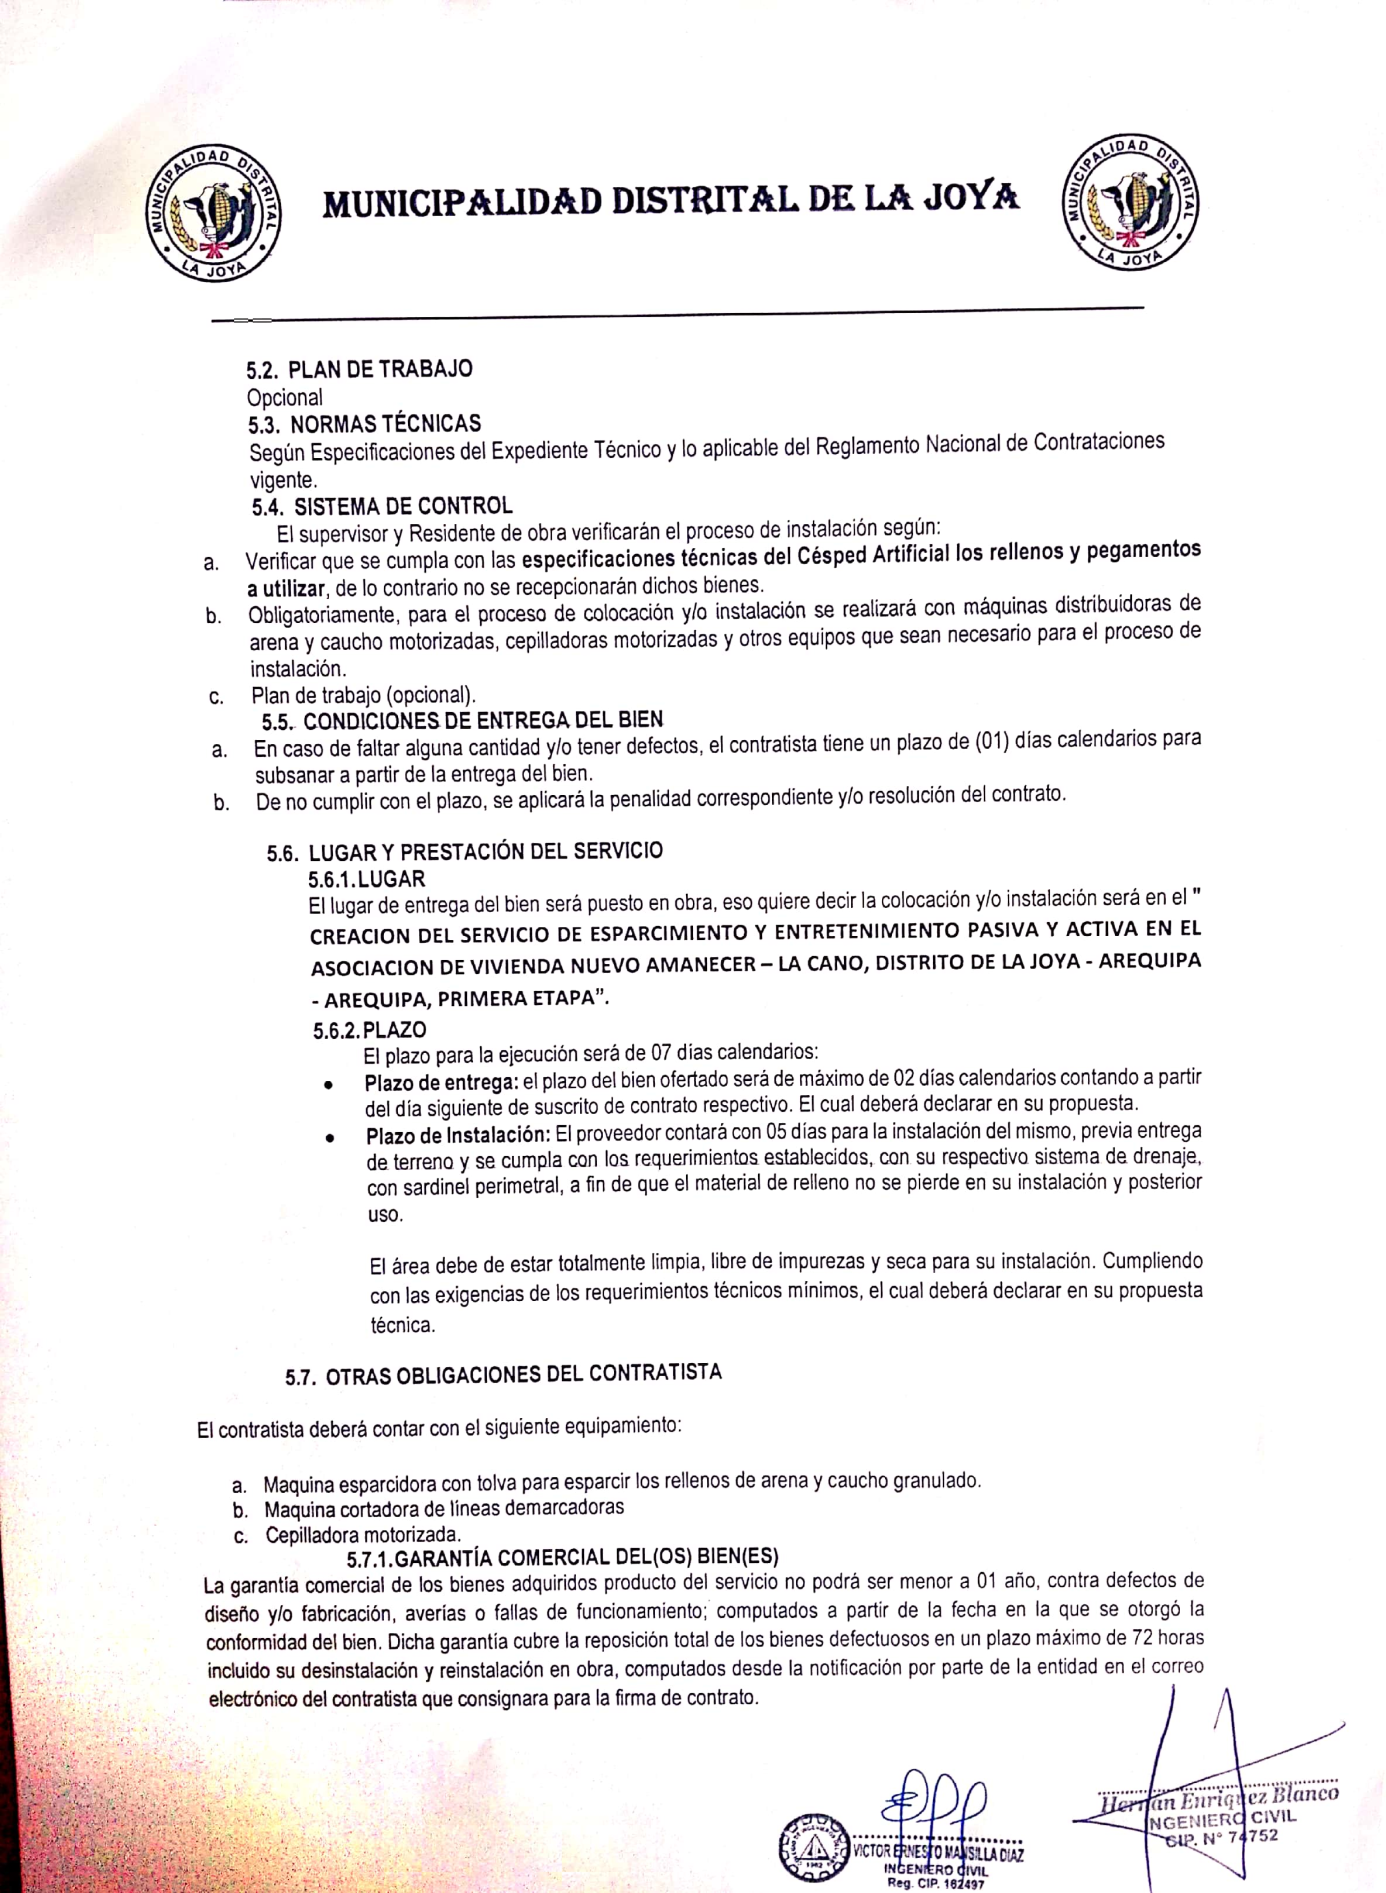 MUNICIPALIDAD DISTRITAL
LA JOYA
MUNICIPALIDAD DISTRITAL DE LA JOYA
MUNICIPALIDAD DISTRITAL
LA JOYA
5.2. PLAN DE TRABAJO
Opcional
5.3. NORMAS TÉCNICAS
Según Especificaciones del Expediente Técnico y lo aplicable del Reglamento Nacional de Contrataciones
vigente.
5.4. SISTEMA DE CONTROL
El supervisor y Residente de obra verificarán el proceso de instalación según:
a. Verificar que se cumpla con las especificaciones técnicas del Césped Artificial los rellenos y pegamentos
a utilizar, de lo contrario no se recepcionarán dichos bienes.
b. Obligatoriamente, para el proceso de colocación y/o instalación se realizará con máquinas distribuidoras de
arena y caucho motorizadas, cepilladoras motorizadas y otros equipos que sean necesario para el proceso de
instalación.
c. Plan de trabajo (opcional).
5.5. CONDICIONES DE ENTREGA DEL BIEN
a. En caso de faltar alguna cantidad y/o tener defectos, el contratista tiene un plazo de (01) días calendarios para
subsanar a partir de la entrega del bien.
b. De no cumplir con el plazo, se aplicará la penalidad correspondiente y/o resolución del contrato.
5.6. LUGAR Y PRESTACIÓN DEL SERVICIO
5.6.1. LUGAR
El lugar de entrega del bien será puesto en obra, eso quiere decir la colocación y/o instalación será en el "
CREACION DEL SERVICIO DE ESPARCIMIENTO Y ENTRETENIMIENTO PASIVA Y ACTIVA EN EL
ASOCIACION DE VIVIENDA NUEVO AMANECER – LA CANO, DISTRITO DE LA JOYA - AREQUIPA
- AREQUIPA, PRIMERA ETAPA”.
5.6.2. PLAZO
El plazo para la ejecución será de 07 días calendarios:
• Plazo de entrega: el plazo del bien ofertado será de máximo de 02 días calendarios contando a partir
del día siguiente de suscrito de contrato respectivo. El cual deberá declarar en su propuesta.
• Plazo de Instalación: El proveedor contará con 05 días para la instalación del mismo, previa entrega
de terreno y se cumpla con los requerimientos establecidos, con su respectivo sistema de drenaje,
con sardinel perimetral, a fin de que el material de relleno no se pierde en su instalación y posterior
uso.
El área debe de estar totalmente limpia, libre de impurezas y seca para su instalación. Cumpliendo
con las exigencias de los requerimientos técnicos mínimos, el cual deberá declarar en su propuesta
técnica.
5.7. OTRAS OBLIGACIONES DEL CONTRATISTA
El contratista deberá contar con el siguiente equipamiento:
a. Maquina esparcidora con tolva para esparcir los rellenos de arena y caucho granulado.
b. Maquina cortadora de líneas demarcadoras
c. Cepilladora motorizada.
5.7.1. GARANTÍA COMERCIAL DEL(OS) BIEN(ES)
La garantía comercial de los bienes adquiridos producto del servicio no podrá ser menor a 01 año, contra defectos de
diseño y/o fabricación, averías o fallas de funcionamiento; computados a partir de la fecha en la que se otorgó la
conformidad del bien. Dicha garantía cubre la reposición total de los bienes defectuosos en un plazo máximo de 72 horas
incluido su desinstalación y reinstalación en obra, computados desde la notificación por parte de la entidad en el correo
electrónico del contratista que consignara para la firma de contrato.
VICTOR ERNESTO MANSILLA DIAZ
INGENIERO CIVIL
Reg. CIP. 162497
Hernan Enriquez Blanco
INGENIERO CIVIL
CIP. N° 74752